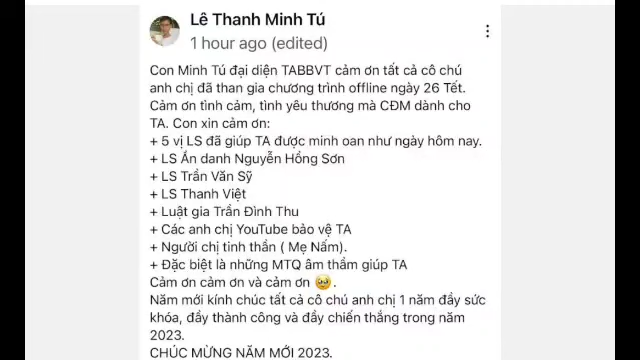 Lê Thanh Minh Tú
1 hour ago (edited)
Con Minh Tú đại diện TABBVT cảm ơn tất cả cô chú
anh chị đã than gia chương trình offline ngày 26 Tết.
Cảm ơn tình cảm, tình yêu thương mà CĐM dành cho
TA. Con xin cảm ơn:
+ 5 vị LS đã giúp TA được minh oan như ngày hôm nay.
+ LS Ẩn danh Nguyễn Hồng Sơn
+ LS Trần Văn Sỹ
+ LS Thanh Việt
+ Luật gia Trần Đình Thu
+ Các anh chị YouTube bảo vệ TA
+ Người chị tinh thần ( Mẹ Nấm).
+ Đặc biệt là những MTQ âm thầm giúp TA
Cảm ơn cảm ơn và cảm ơn 🥹.
Năm mới kính chúc tất cả cô chú anh chị 1 năm đầy sức
khỏa, đầy thành công và đầy chiến thắng trong năm
2023.
CHÚC MỪNG NĂM MỚI 2023.